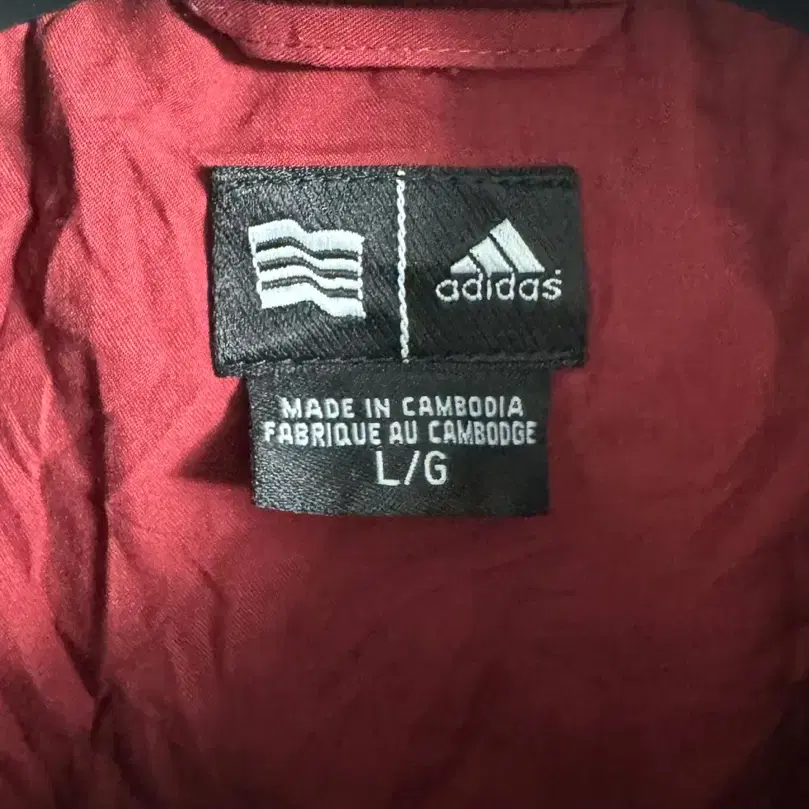 adidas
MADE IN CAMBODIA
FABRIQUE AU CAMBODGE
L/G